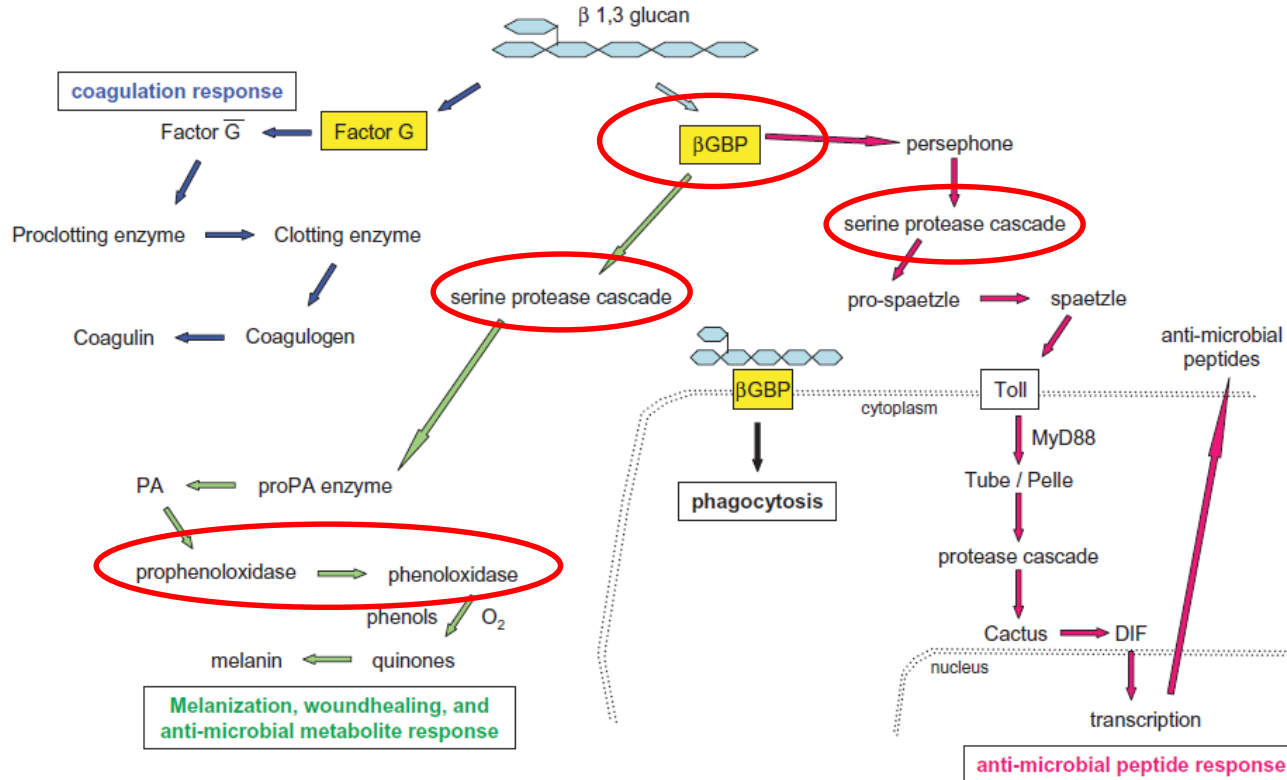 β 1,3 glucan
coagulation response
Factor G̅
Factor G
βGBP
persephone
Proclotting enzyme
Clotting enzyme
serine protease cascade
serine protease cascade
pro-spaetzle
spaetzle
Coagulin
Coagulogen
anti-microbial
peptides
βGBP
Toll
cytoplasm
MyD88
Tube / Pelle
PA
proPA enzyme
phagocytosis
protease cascade
prophenoloxidase
phenoloxidase
phenols
O₂
Cactus
DIF
melanin
quinones
nucleus
Melanization, woundhealing, and
anti-microbial metabolite response
transcription
anti-microbial peptide response